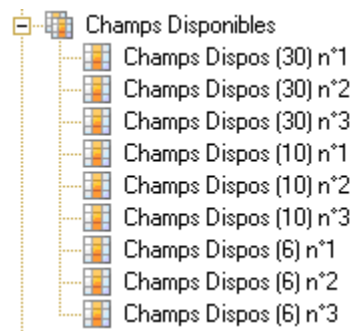 Champs Disponibles
Champs Dispos (30) n°1
Champs Dispos (30) n°2
Champs Dispos (30) n°3
Champs Dispos (10) n°1
Champs Dispos (10) n°2
Champs Dispos (10) n°3
Champs Dispos (6) n°1
Champs Dispos (6) n°2
Champs Dispos (6) n°3